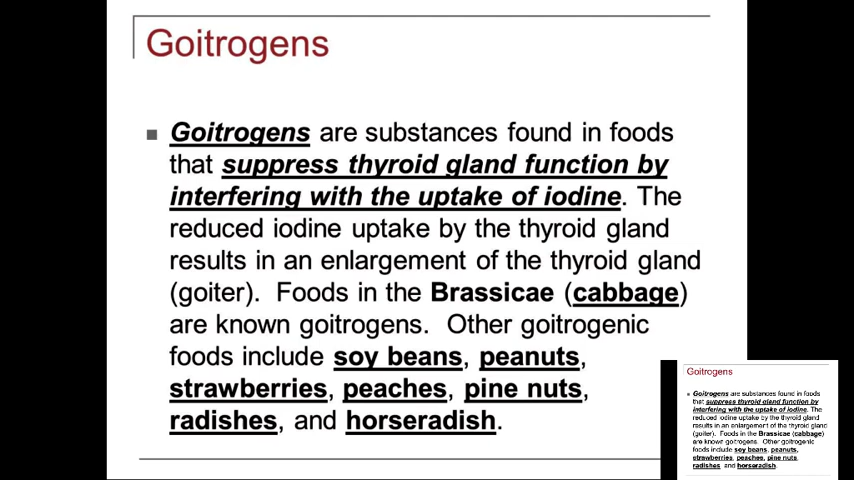 Goitrogens
■ Goitrogens are substances found in foods
that suppress thyroid gland function by
interfering with the uptake of iodine. The
reduced iodine uptake by the thyroid gland
results in an enlargement of the thyroid gland
(goiter). Foods in the Brassicae (cabbage)
are known goitrogens. Other goitrogenic
foods include soy beans, peanuts,
strawberries, peaches, pine nuts,
radishes, and horseradish.
Goitrogens
■ Goitrogens are substances found in foods
that suppress thyroid gland function by
interfering with the uptake of iodine. The
reduced iodine uptake by the thyroid gland
results in an enlargement of the thyroid gland
(goiter). Foods in the Brassicae (cabbage)
are known goitrogens. Other goitrogenic
foods include soy beans, peanuts,
strawberries, peaches, pine nuts,
radishes, and horseradish.